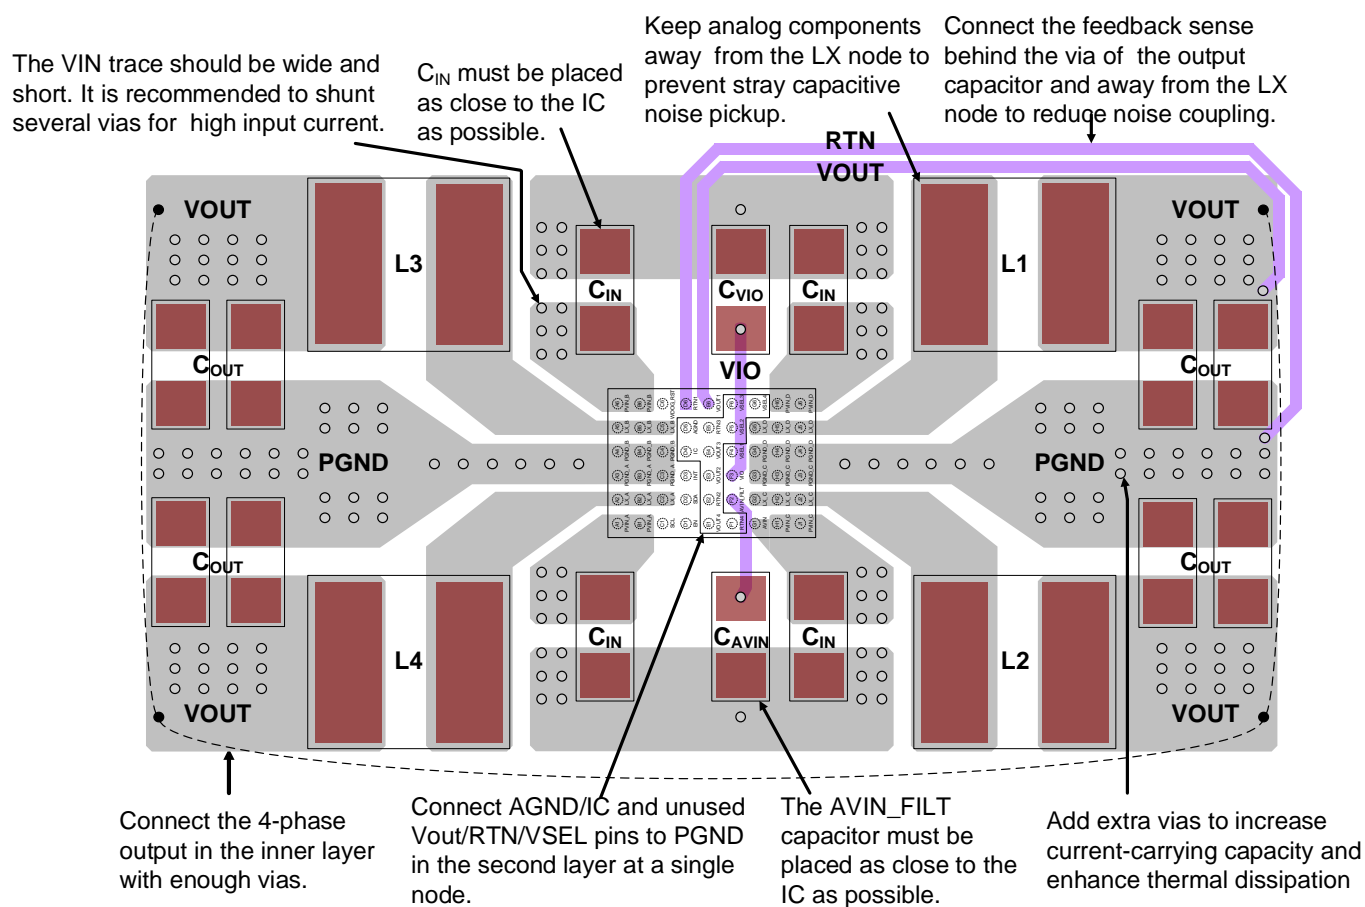 Keep analog components
away from the LX node to
prevent stray capacitive
noise pickup.
Connect the feedback sense
behind the via of the output
capacitor and away from the LX
node to reduce noise coupling.
The VIN trace should be wide and
short. It is recommended to shunt
several vias for high input current.
CIN must be placed
as close to the IC
as possible.
RTN
VOUT
VOUT
VOUT
L3
L1
CIN
CVIO
CIN
COUT
VIO
COUT
PGND
PGND
COUT
COUT
CIN
CAVIN
CIN
L4
L2
VOUT
VOUT
Connect the 4-phase
output in the inner layer
with enough vias.
Connect AGND/IC and unused
Vout/RTN/VSEL pins to PGND
in the second layer at a single
node.
The AVIN_FILT
capacitor must be
placed as close to the
IC as possible.
Add extra vias to increase
current-carrying capacity and
enhance thermal dissipation